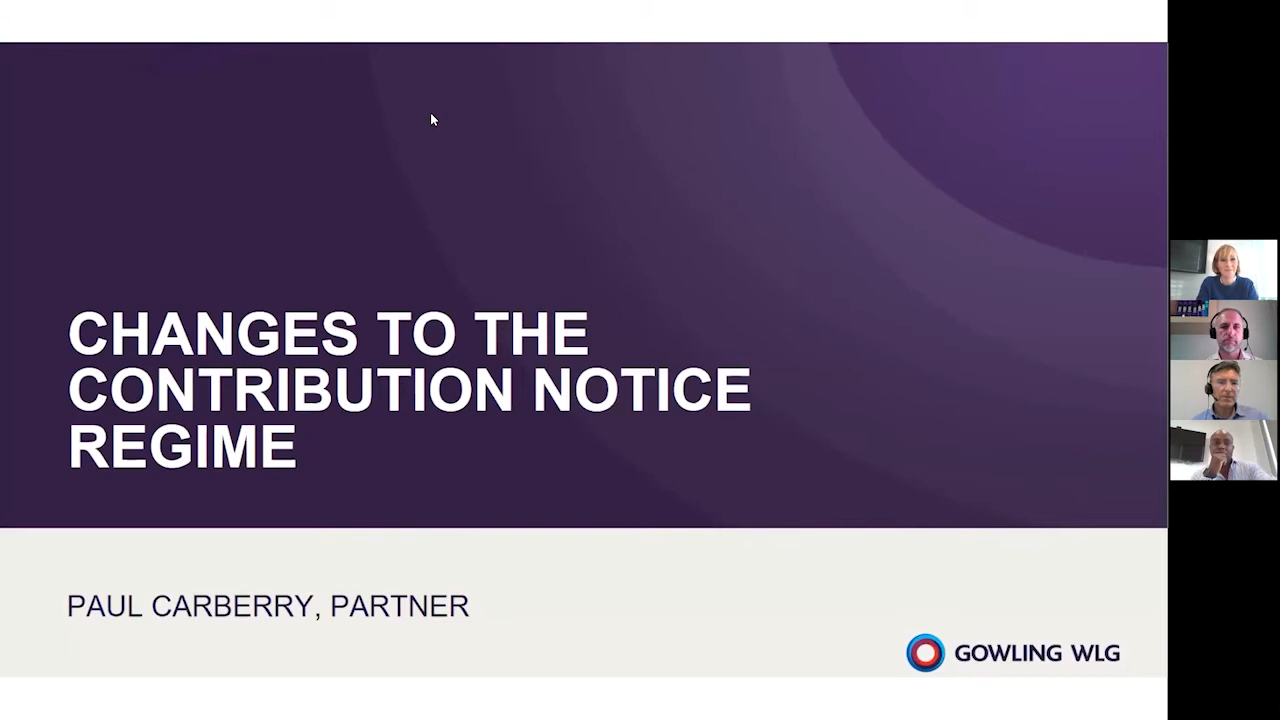 CHANGES TO THE
CONTRIBUTION NOTICE
REGIME
PAUL CARBERRY, PARTNER
GOWLING WLG